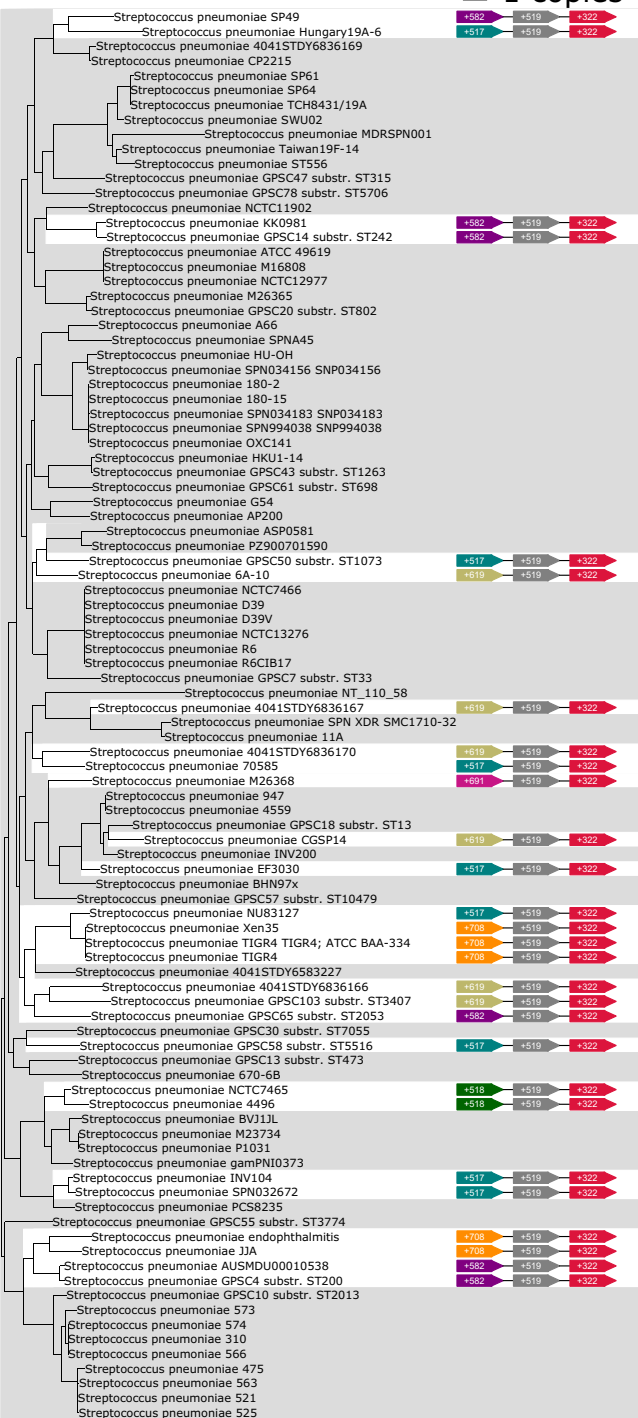 2 copies
Streptococcus pneumoniae SP49 +582 +519 +322
Streptococcus pneumoniae Hungary19A-6 +517 +519 +322
Streptococcus pneumoniae 4041STDY6836169
Streptococcus pneumoniae CP2215
Streptococcus pneumoniae SP61
Streptococcus pneumoniae SP64
Streptococcus pneumoniae TCH8431/19A
Streptococcus pneumoniae SWU02
Streptococcus pneumoniae MDRSPN001
Streptococcus pneumoniae Taiwan19F-14
Streptococcus pneumoniae ST556
Streptococcus pneumoniae GPSC47 substr. ST315
Streptococcus pneumoniae GPSC78 substr. ST5706
Streptococcus pneumoniae NCTC11902
Streptococcus pneumoniae KK0981 +582 +519 +322
Streptococcus pneumoniae GPSC14 substr. ST242 +582 +519 +322
Streptococcus pneumoniae ATCC 49619
Streptococcus pneumoniae M16808
Streptococcus pneumoniae NCTC12977
Streptococcus pneumoniae M26365
Streptococcus pneumoniae GPSC20 substr. ST802
Streptococcus pneumoniae A66
Streptococcus pneumoniae SPNA45
Streptococcus pneumoniae HU-OH
Streptococcus pneumoniae SPN034156 SNP034156
Streptococcus pneumoniae 180-2
Streptococcus pneumoniae 180-15
Streptococcus pneumoniae SPN034183 SNP034183
Streptococcus pneumoniae SPN994038 SNP994038
Streptococcus pneumoniae OXC141
Streptococcus pneumoniae HKU1-14
Streptococcus pneumoniae GPSC43 substr. ST1263
Streptococcus pneumoniae GPSC61 substr. ST698
Streptococcus pneumoniae G54
Streptococcus pneumoniae AP200
Streptococcus pneumoniae ASP0581
Streptococcus pneumoniae PZ900701590
Streptococcus pneumoniae GPSC50 substr. ST1073 +517 +519 +322
Streptococcus pneumoniae 6A-10 +619 +519 +322
Streptococcus pneumoniae NCTC7466
Streptococcus pneumoniae D39
Streptococcus pneumoniae D39V
Streptococcus pneumoniae NCTC13276
Streptococcus pneumoniae R6
Streptococcus pneumoniae R6CIB17
Streptococcus pneumoniae GPSC7 substr. ST33
Streptococcus pneumoniae NT_110_58
Streptococcus pneumoniae 4041STDY6836167 +619 +519 +322
Streptococcus pneumoniae SPN XDR SMC1710-32
Streptococcus pneumoniae 11A
Streptococcus pneumoniae 4041STDY6836170 +619 +519 +322
Streptococcus pneumoniae 70585 +517 +519 +322
Streptococcus pneumoniae M26368 +691 +519 +322
Streptococcus pneumoniae 947
Streptococcus pneumoniae 4559
Streptococcus pneumoniae GPSC18 substr. ST13
Streptococcus pneumoniae CGSP14 +619 +519 +322
Streptococcus pneumoniae INV200
Streptococcus pneumoniae EF3030 +517 +519 +322
Streptococcus pneumoniae BHN97x
Streptococcus pneumoniae GPSC57 substr. ST10479
Streptococcus pneumoniae NU83127 +517 +519 +322
Streptococcus pneumoniae Xen35 +708 +519 +322
Streptococcus pneumoniae TIGR4 TIGR4; ATCC BAA-334 +708 +519 +322
Streptococcus pneumoniae TIGR4 +708 +519 +322
Streptococcus pneumoniae 4041STDY6583227
Streptococcus pneumoniae 4041STDY6836166 +619 +519 +322
Streptococcus pneumoniae GPSC103 substr. ST3407 +619 +519 +322
Streptococcus pneumoniae GPSC65 substr. ST2053 +582 +519 +322
Streptococcus pneumoniae GPSC30 substr. ST7055
Streptococcus pneumoniae GPSC58 substr. ST5516 +517 +519 +322
Streptococcus pneumoniae GPSC13 substr. ST473
Streptococcus pneumoniae 670-6B
Streptococcus pneumoniae NCTC7465 +518 +519 +322
Streptococcus pneumoniae 4496 +518 +519 +322
Streptococcus pneumoniae BVJ1JL
Streptococcus pneumoniae M23734
Streptococcus pneumoniae P1031
Streptococcus pneumoniae gamPNI0373
Streptococcus pneumoniae INV104 +517 +519 +322
Streptococcus pneumoniae SPN032672 +517 +519 +322
Streptococcus pneumoniae PCS8235
Streptococcus pneumoniae GPSC55 substr. ST3774
Streptococcus pneumoniae endophthalmitis +708 +519 +322
Streptococcus pneumoniae JJA +708 +519 +322
Streptococcus pneumoniae AUSMDU00010538 +582 +519 +322
Streptococcus pneumoniae GPSC4 substr. ST200 +582 +519 +322
Streptococcus pneumoniae GPSC10 substr. ST2013
Streptococcus pneumoniae 573
Streptococcus pneumoniae 574
Streptococcus pneumoniae 310
Streptococcus pneumoniae 566
Streptococcus pneumoniae 475
Streptococcus pneumoniae 563
Streptococcus pneumoniae 521
Streptococcus pneumoniae 525